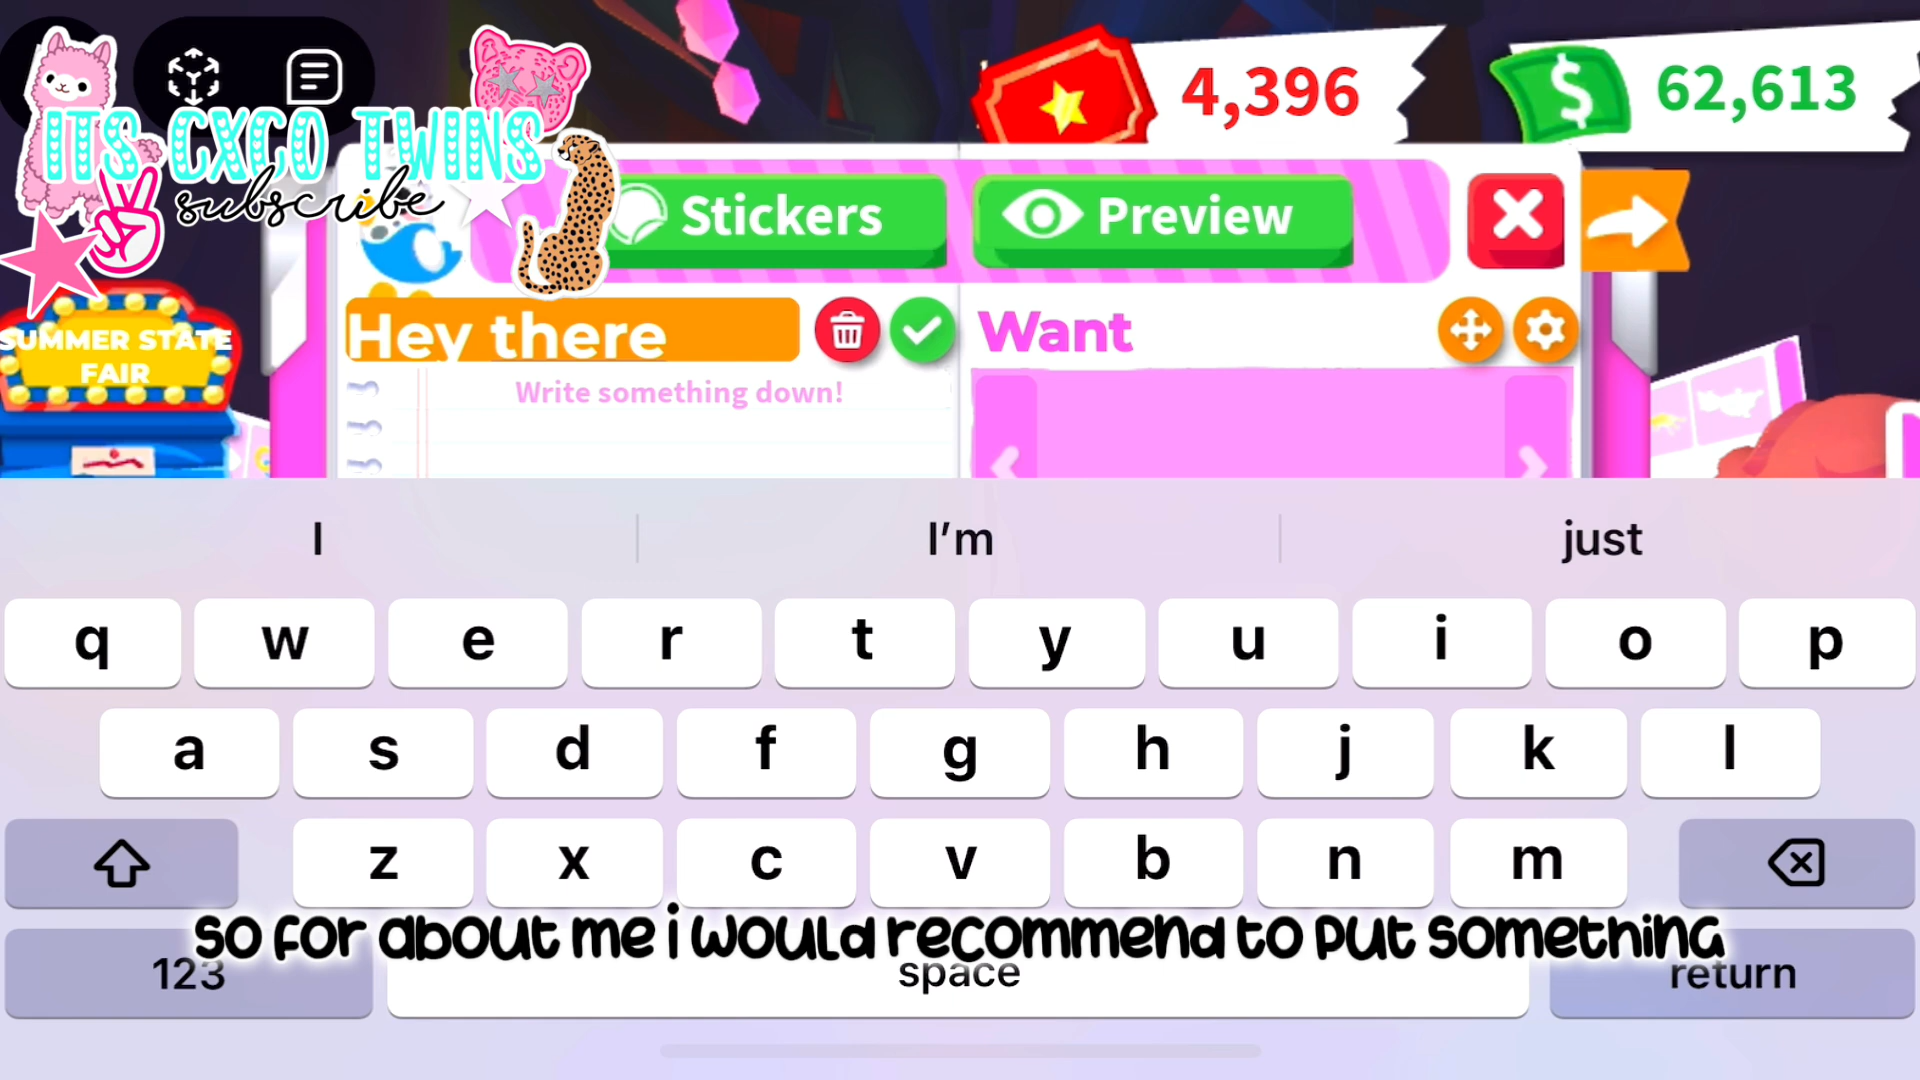 4,396
62,613
ITS CXCO TWINS
subscribe
Stickers
Preview
Hey there
Want
SUMMER STATE
FAIR
Write something down!
I
I'm
just
q w e r t y u i o p
a s d f g h j k l
z x c v b n m
so for about me i would recommend to put something
123
space
return